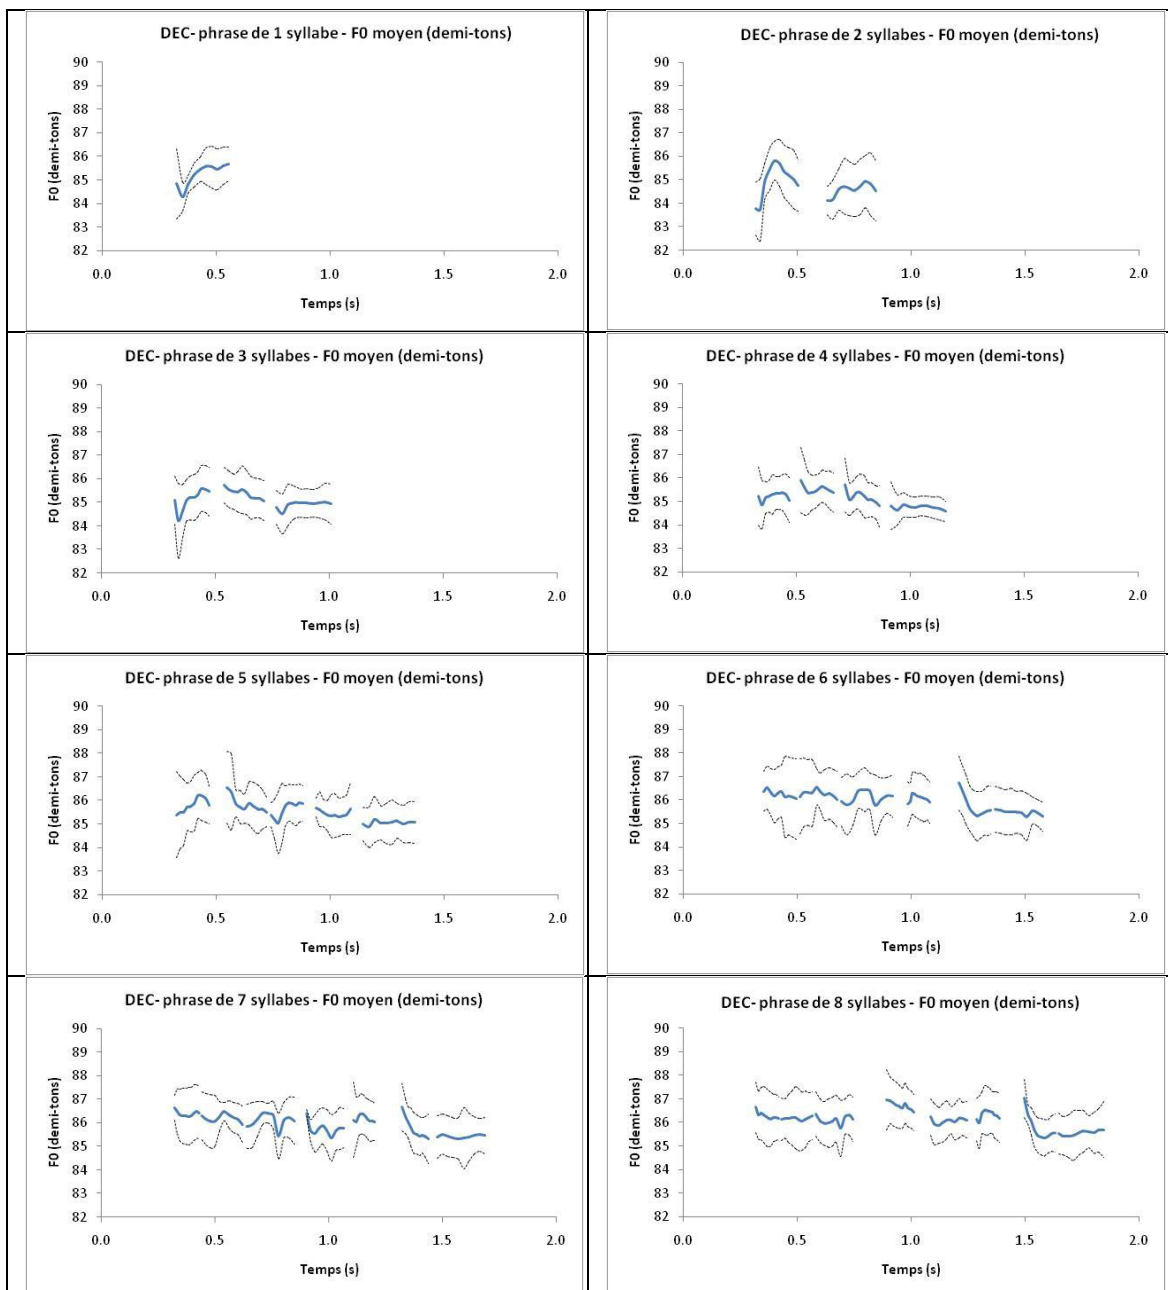 DEC- phrase de 1 syllabe - F0 moyen (demi-tons)
90
89
88
87
86
85
84
83
82
F0 (demi-tons)
0.0 0.5 1.0 1.5 2.0
Temps (s)
DEC- phrase de 2 syllabes - F0 moyen (demi-tons)
90
89
88
87
86
85
84
83
82
F0 (demi-tons)
0.0 0.5 1.0 1.5 2.0
Temps (s)
DEC- phrase de 3 syllabes - F0 moyen (demi-tons)
90
89
88
87
86
85
84
83
82
F0 (demi-tons)
0.0 0.5 1.0 1.5 2.0
Temps (s)
DEC- phrase de 4 syllabes - F0 moyen (demi-tons)
90
89
88
87
86
85
84
83
82
F0 (demi-tons)
0.0 0.5 1.0 1.5 2.0
Temps (s)
DEC- phrase de 5 syllabes - F0 moyen (demi-tons)
90
89
88
87
86
85
84
83
82
F0 (demi-tons)
0.0 0.5 1.0 1.5 2.0
Temps (s)
DEC- phrase de 6 syllabes - F0 moyen (demi-tons)
90
89
88
87
86
85
84
83
82
F0 (demi-tons)
0.0 0.5 1.0 1.5 2.0
Temps (s)
DEC- phrase de 7 syllabes - F0 moyen (demi-tons)
90
89
88
87
86
85
84
83
82
F0 (demi-tons)
0.0 0.5 1.0 1.5 2.0
Temps (s)
DEC- phrase de 8 syllabes - F0 moyen (demi-tons)
90
89
88
87
86
85
84
83
82
F0 (demi-tons)
0.0 0.5 1.0 1.5 2.0
Temps (s)